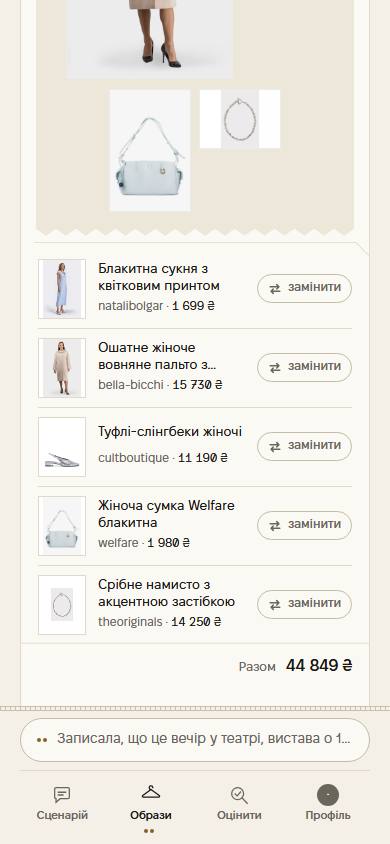 Блакитна сукня з
квітковим принтом
natalibolgar · 1 699 ₴
замінити
Ошатне жіноче
вовняне пальто з...
bella-bicchi · 15 730 ₴
замінити
Туфлі-слінгбеки жіночі
cultboutique · 11 190 ₴
замінити
Жіноча сумка Welfare
блакитна
welfare · 1 980 ₴
замінити
Срібне намисто з
акцентною застібкою
theoriginals · 14 250 ₴
замінити
Разом 44 849 ₴
Записала, що це вечір у театрі, вистава о 1...
Сценарій
Образи
Оцінити
Профіль